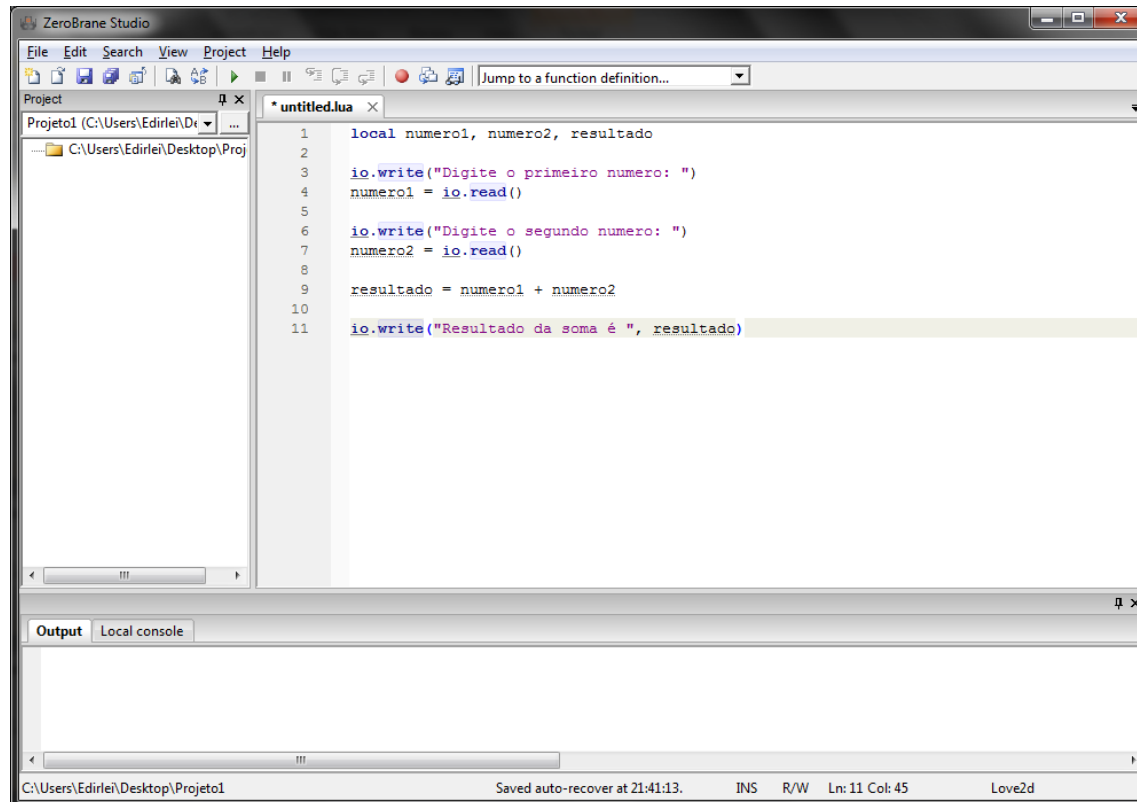 ZeroBrane Studio
File Edit Search View Project Help
Jump to a function definition...
Project
Projeto1 (C:\Users\Edirlei\De
...
C:\Users\Edirlei\Desktop\Proj
* untitled.lua
1 local numero1, numero2, resultado
2
3 io.write("Digite o primeiro numero: ")
4 numero1 = io.read()
5
6 io.write("Digite o segundo numero: ")
7 numero2 = io.read()
8
9 resultado = numero1 + numero2
10
11 io.write("Resultado da soma é ", resultado)
Output Local console
C:\Users\Edirlei\Desktop\Projeto1 Saved auto-recover at 21:41:13. INS R/W Ln: 11 Col: 45 Love2d